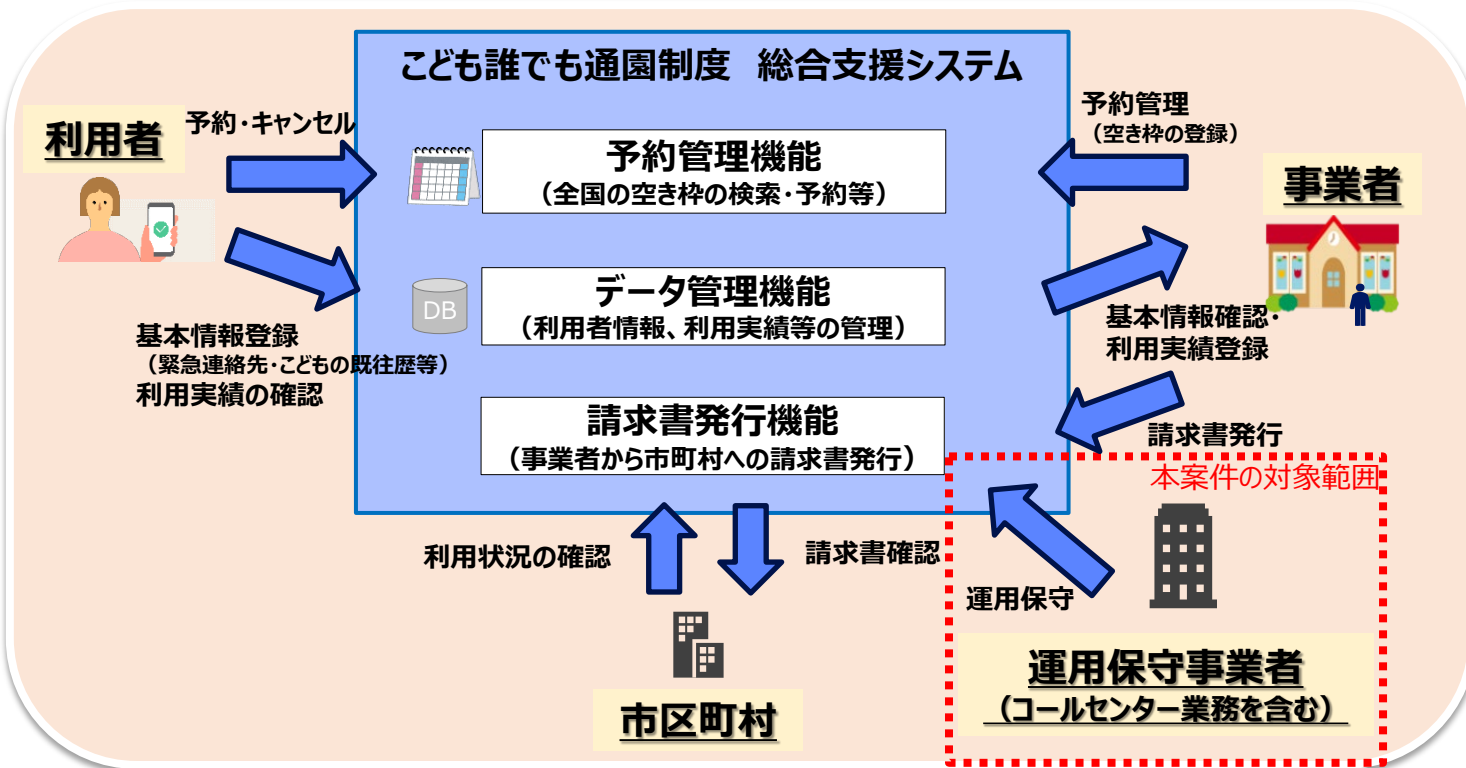 こども誰でも通園制度 総合支援システム
利用者
予約・キャンセル
予約管理機能
（全国の空き枠の検索・予約等）
予約管理
（空き枠の登録）
事業者
DB
データ管理機能
（利用者情報、利用実績等の管理）
基本情報登録
（緊急連絡先・こどもの既往歴等）
利用実績の確認
基本情報確認・
利用実績登録
請求書発行機能
（事業者から市町村への請求書発行）
請求書発行
本案件の対象範囲
利用状況の確認
請求書確認
運用保守
市区町村
運用保守事業者
（コールセンター業務を含む）